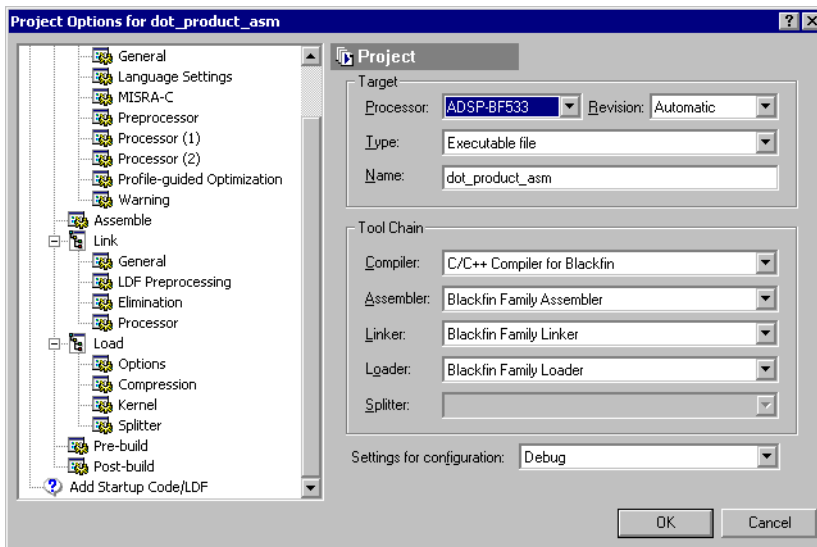 Project Options for dot_product_asm
General
Language Settings
MISRA-C
Preprocessor
Processor (1)
Processor (2)
Profile-guided Optimization
Warning
Assemble
Link
General
LDF Preprocessing
Elimination
Processor
Load
Options
Compression
Kernel
Splitter
Pre-build
Post-build
Add Startup Code/LDF
Project
Target
Processor: ADSP-BF533 Revision: Automatic
Type: Executable file
Name: dot_product_asm
Tool Chain
Compiler: C/C++ Compiler for Blackfin
Assembler: Blackfin Family Assembler
Linker: Blackfin Family Linker
Loader: Blackfin Family Loader
Splitter:
Settings for configuration: Debug
OK Cancel